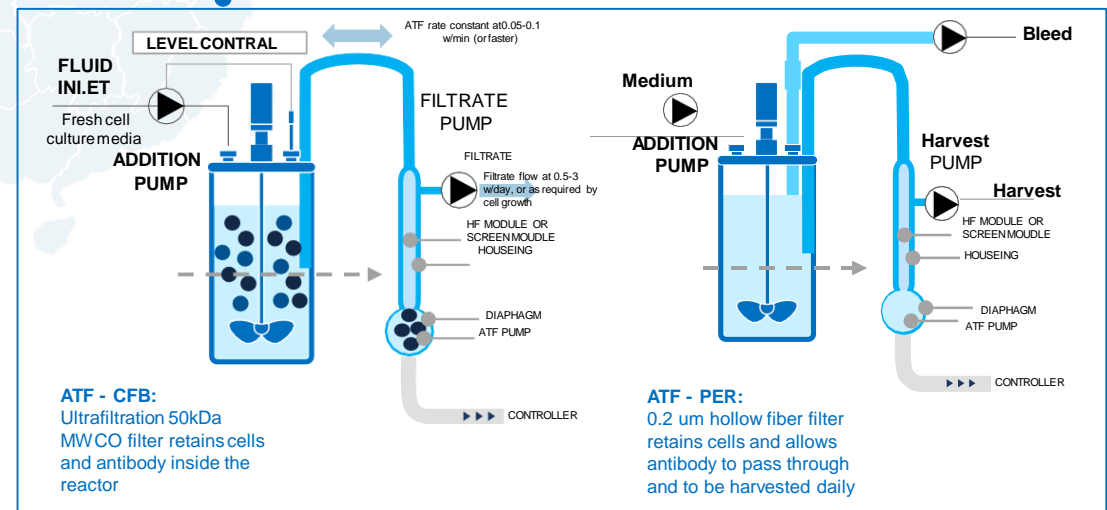 ATF rate constant at0.05-0.1
w/min (orfaster)
LEVEL CONTRAL
FLUID
INI.ET
Fresh cell
culture media
ADDITION
PUMP
FILTRATE
PUMP
FILTRATE
Filtrate flow at 0.5-3
w/day, or as required by
cell growth
HF MODULE OR
SCREEN MOUDLE
HOUSEING
DIAPHAGM
ATF PUMP
CONTROLLER
ATF - CFB:
Ultrafiltration 50kDa
MWCO filter retains cells
and antibody inside the
reactor
Bleed
Medium
ADDITION
PUMP
Harvest
PUMP
Harvest
HF MODULE OR
SCREEN MOUDLE
HOUSEING
DIAPHAGM
ATF PUMP
CONTROLLER
ATF - PER:
0.2 um hollow fiber filter
retains cells and allows
antibody to pass through
and to be harvested daily